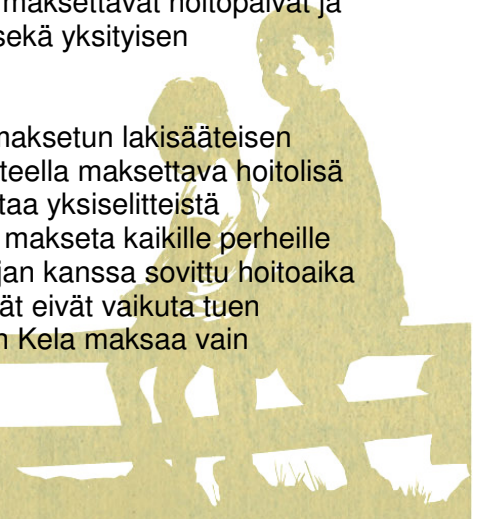 maksettavat hoitopäivät ja
sekä yksityisen
maksetun lakisääteisen
teella maksettava hoitolisä
taa yksiselitteistä
makseta kaikille perheille
jan kanssa sovittu hoitoaika
ät eivät vaikuta tuen
n Kela maksaa vain